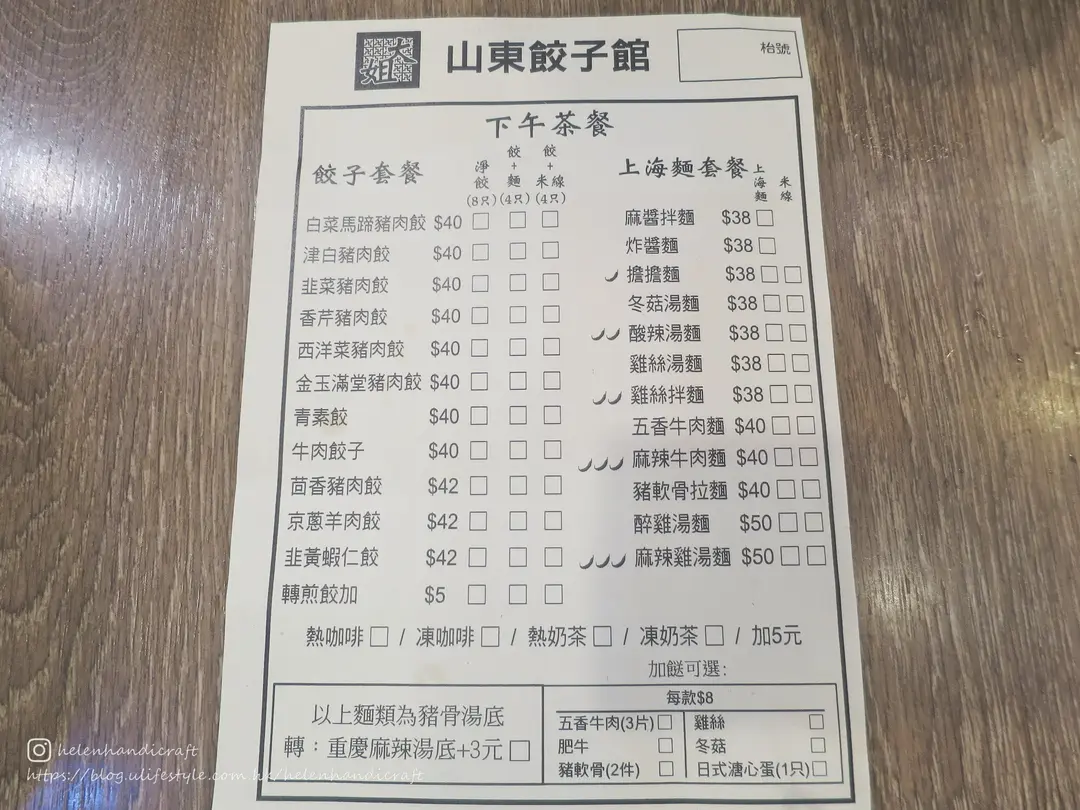 大姐
山東餃子館
枱號
下午茶餐
餃子套餐 淨餃(8只) 餃+麵(4只) 餃+米線(4只)
白菜馬蹄豬肉餃 $40 □ □ □
津白豬肉餃 $40 □ □ □
韭菜豬肉餃 $40 □ □ □
香芹豬肉餃 $40 □ □ □
西洋菜豬肉餃 $40 □ □ □
金玉滿堂豬肉餃 $40 □ □ □
青素餃 $40 □ □ □
牛肉餃子 $40 □ □ □
茴香豬肉餃 $42 □ □ □
京蔥羊肉餃 $42 □ □ □
韭黃蝦仁餃 $42 □ □ □
轉煎餃加 $5 □ □ □
上海麵套餐 上海麵 米線
麻醬拌麵 $38 □
炸醬麵 $38 □
擔擔麵 $38 □ □
冬菇湯麵 $38 □ □
酸辣湯麵 $38 □ □
雞絲湯麵 $38 □ □
雞絲拌麵 $38 □ □
五香牛肉麵 $40 □ □
麻辣牛肉麵 $40 □ □
豬軟骨拉麵 $40 □ □
醉雞湯麵 $50 □ □
麻辣雞湯麵 $50 □ □
熱咖啡 □ / 凍咖啡 □ / 熱奶茶 □ / 凍奶茶 □ / 加5元
加餸可選:
以上麵類為豬骨湯底
轉：重慶麻辣湯底+3元 □
每款$8
五香牛肉(3片) □ 雞絲 □
肥牛 □ 冬菇 □
豬軟骨(2件) □ 日式溏心蛋(1只) □
helenhandicraft
https://blog.ulifestyle.com.hk/helenhandicraft